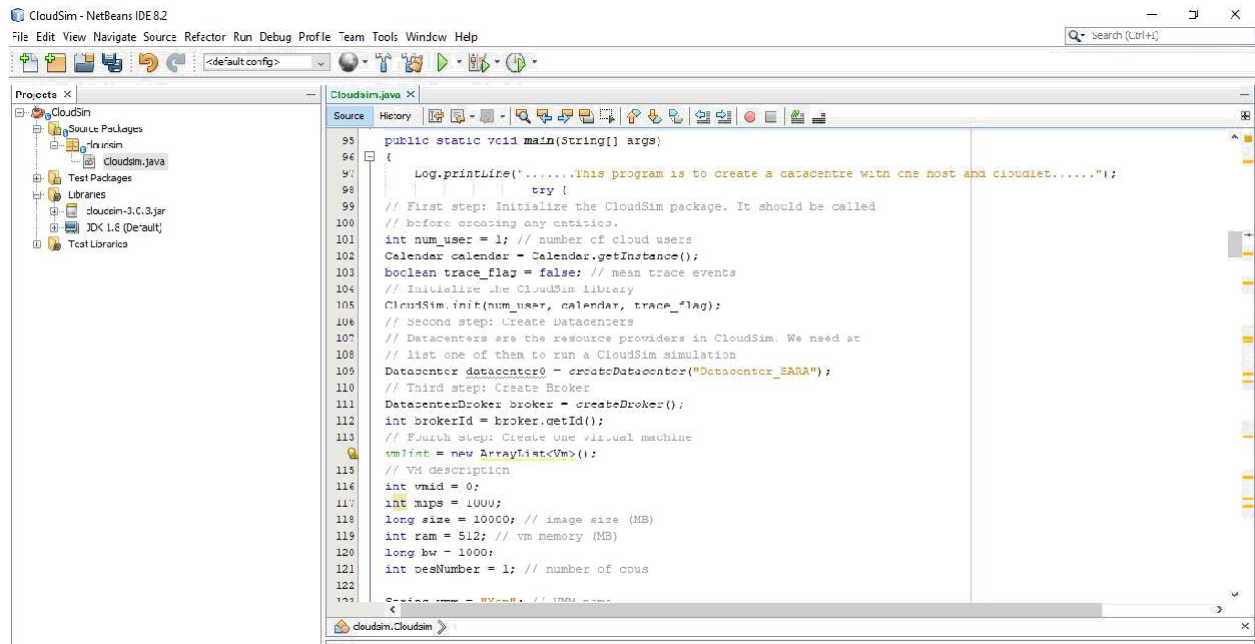 CloudSim - NetBeans IDE 8.2
File Edit View Navigate Source Refactor Run Debug Profile Team Tools Window Help
Search (Ctrl+I)
<default config>
Projects
CloudSim
Source Packages
cloudsim
Cloudsim.java
Test Packages
Libraries
cloudsim-3.0.3.jar
JDK 1.8 (Default)
Test Libraries
Cloudsim.java
Source History
95 public static void main(String[] args)
96 {
97 Log.printLine(".......This program is to create a datacentre with one host and cloudlet......");
98 try {
99 // First step: Initialize the CloudSim package. It should be called
100 // before creating any entities.
101 int num_user = 1; // number of cloud users
102 Calendar calendar = Calendar.getInstance();
103 boolean trace_flag = false; // mean trace events
104 // Initialize the CloudSim library
105 CloudSim.init(num_user, calendar, trace_flag);
106 // Second step: Create Datacenters
107 // Datacenters are the resource providers in CloudSim. We need at
108 // list one of them to run a CloudSim simulation
109 Datacenter datacenter0 = createDatacenter("Datacenter_SARA");
110 // Third step: Create Broker
111 DatacenterBroker broker = createBroker();
112 int brokerId = broker.getId();
113 // Fourth step: Create one virtual machine
vmlist = new ArrayList<Vm>();
115 // VM description
116 int vmid = 0;
117 int mips = 1000;
118 long size = 10000; // image size (MB)
119 int ram = 512; // vm memory (MB)
120 long bw = 1000;
121 int pesNumber = 1; // number of cpus
122
123 String vmm = "Xen"; // VMM name
cloudsim.Cloudsim